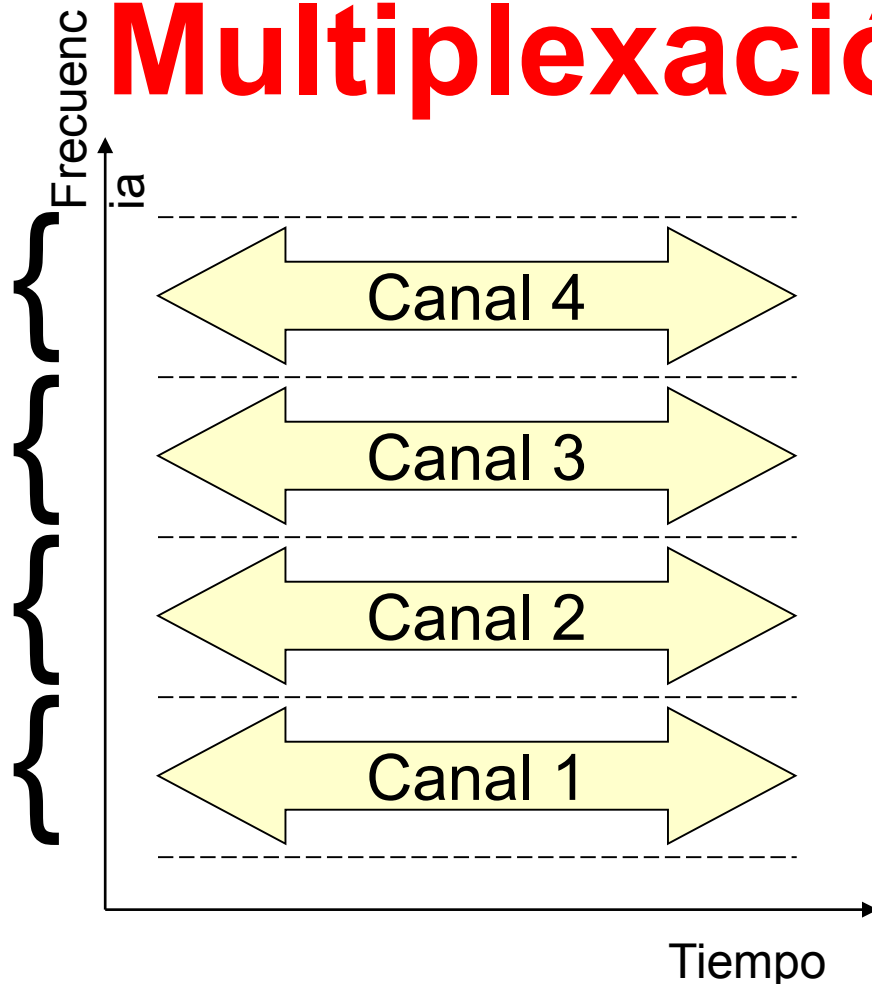 Multiplexació
Frecuenc
ia
Canal 4
Canal 3
Canal 2
Canal 1
Tiempo